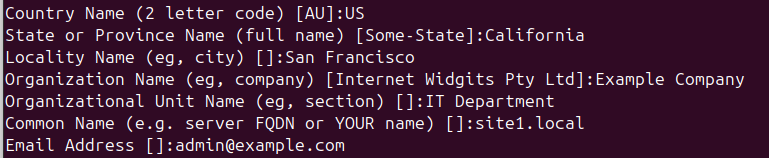 Country Name (2 letter code) [AU]:US
State or Province Name (full name) [Some-State]:California
Locality Name (eg, city) []:San Francisco
Organization Name (eg, company) [Internet Widgits Pty Ltd]:Example Company
Organizational Unit Name (eg, section) []:IT Department
Common Name (e.g. server FQDN or YOUR name) []:site1.local
Email Address []:admin@example.com